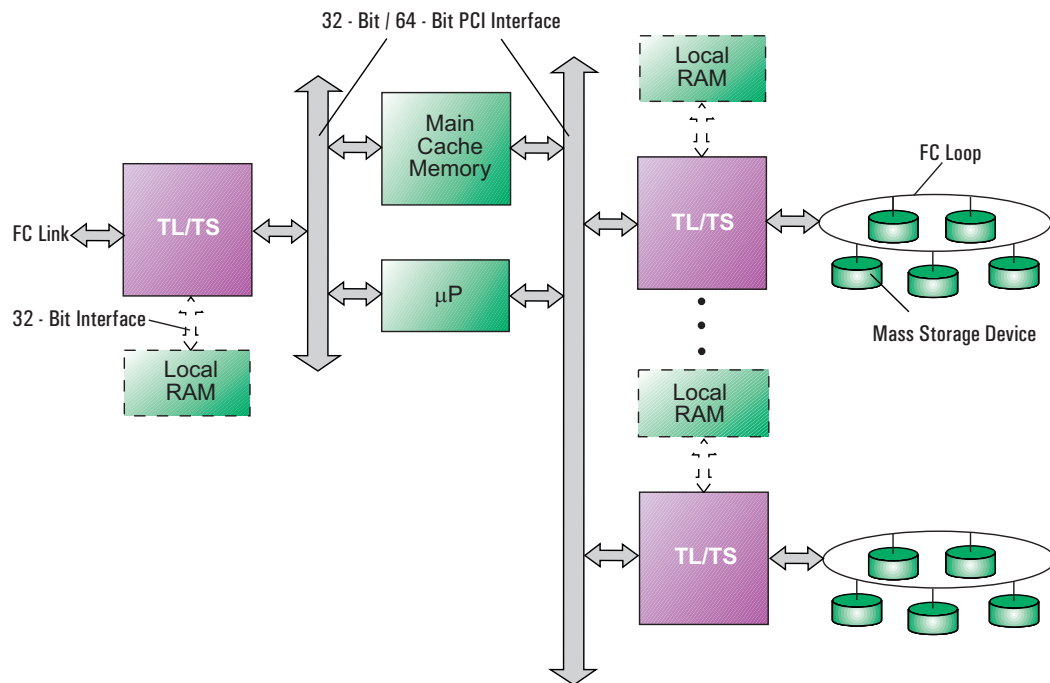 32 - Bit / 64 - Bit PCI Interface
Local
RAM
Main
Cache
Memory
FC Loop
TL/TS
TL/TS
FC Link
µP
32 - Bit Interface
Mass Storage Device
Local
RAM
Local
RAM
TL/TS